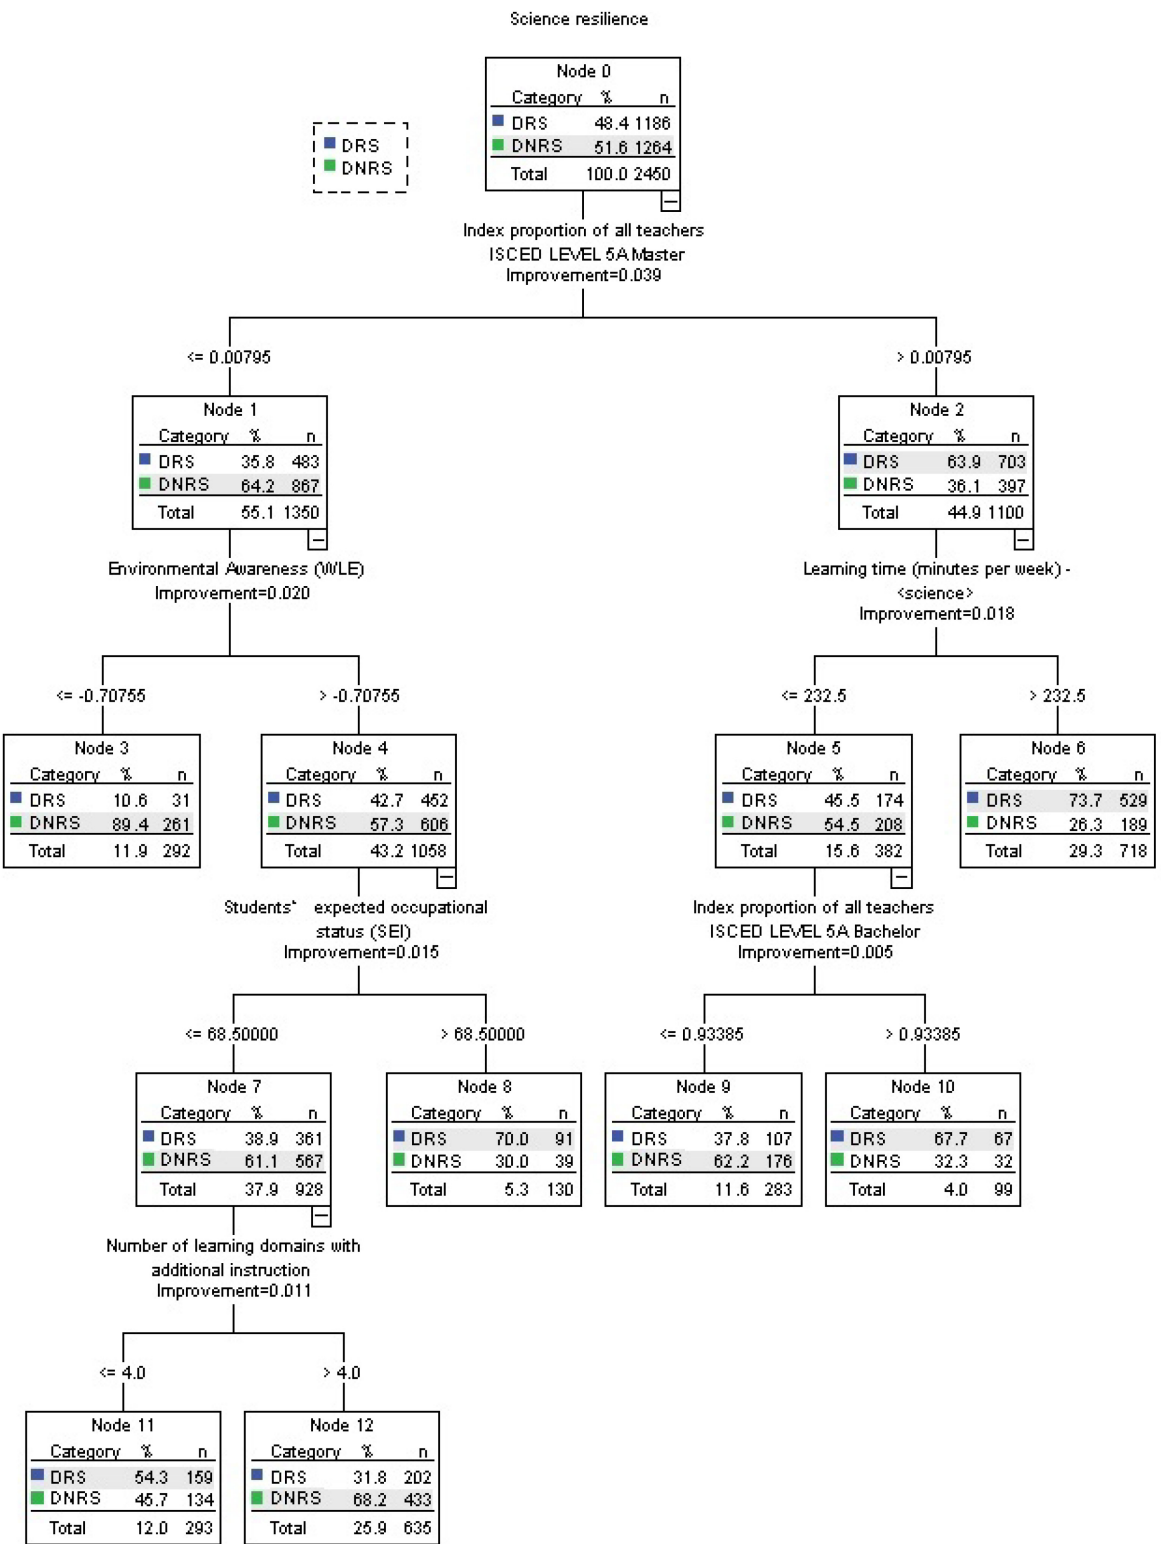 Science resilience
Node 0
Category % n
DRS 48.4 1186
DNRS 51.6 1264
Total 100.0 2450
DRS
DNRS
Index proportion of all teachers
ISCED LEVEL 5A Master
Improvement=0.039
<= 0.00795
> 0.00795
Node 1
Category % n
DRS 35.8 483
DNRS 64.2 867
Total 55.1 1350
Node 2
Category % n
DRS 63.9 703
DNRS 36.1 397
Total 44.9 1100
Environmental Awareness (WLE)
Improvement=0.020
Learning time (minutes per week) -
<science>
Improvement=0.018
<= -0.70755
> -0.70755
<= 232.5
> 232.5
Node 3
Category % n
DRS 10.6 31
DNRS 89.4 261
Total 11.9 292
Node 4
Category % n
DRS 42.7 452
DNRS 57.3 606
Total 43.2 1058
Node 5
Category % n
DRS 45.5 174
DNRS 54.5 208
Total 15.6 382
Node 6
Category % n
DRS 73.7 529
DNRS 26.3 189
Total 29.3 718
Students* expected occupational
status (SEI)
Improvement=0.015
Index proportion of all teachers
ISCED LEVEL 5A Bachelor
Improvement=0.005
<= 68.50000
> 68.50000
<= 0.93385
> 0.93385
Node 7
Category % n
DRS 38.9 361
DNRS 61.1 567
Total 37.9 928
Node 8
Category % n
DRS 70.0 91
DNRS 30.0 39
Total 5.3 130
Node 9
Category % n
DRS 37.8 107
DNRS 62.2 176
Total 11.6 283
Node 10
Category % n
DRS 67.7 67
DNRS 32.3 32
Total 4.0 99
Number of learning domains with
additional instruction
Improvement=0.011
<= 4.0
> 4.0
Node 11
Category % n
DRS 54.3 159
DNRS 45.7 134
Total 12.0 293
Node 12
Category % n
DRS 31.8 202
DNRS 68.2 433
Total 25.9 635